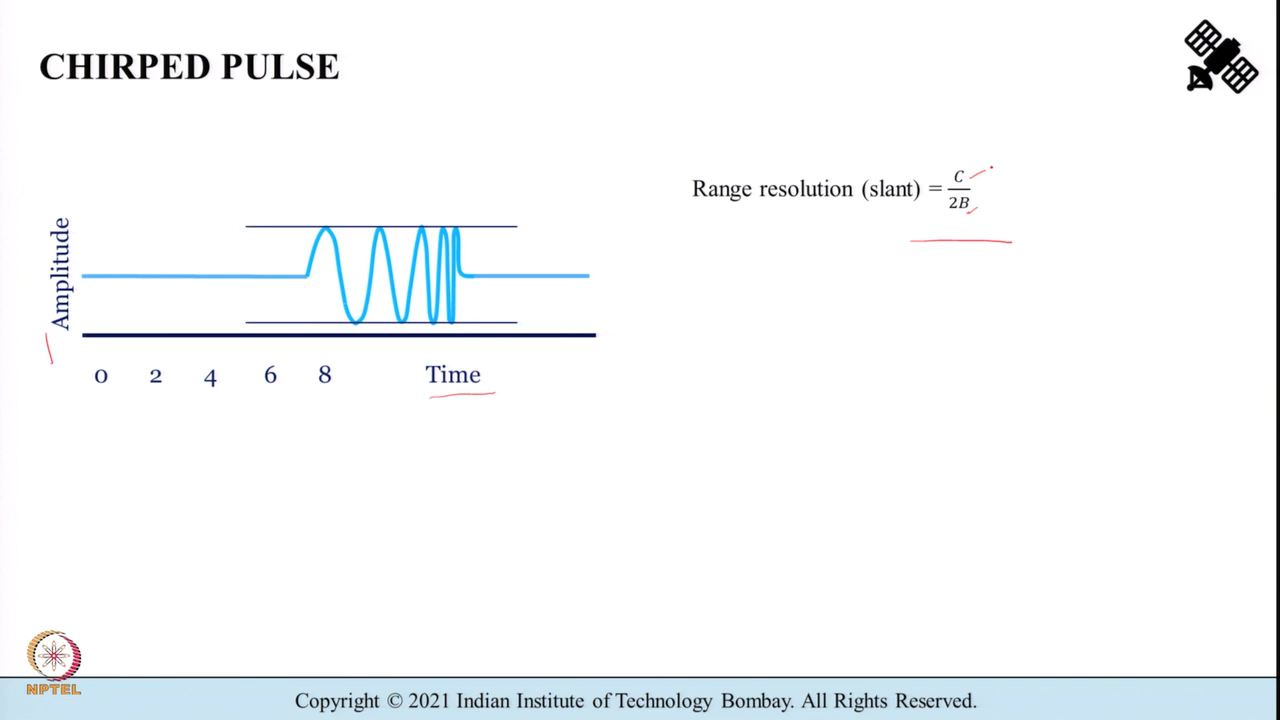 CHIRPED PULSE
Range resolution (slant) = C/2B
Amplitude
0 2 4 6 8 Time
NPTEL
Copyright © 2021 Indian Institute of Technology Bombay. All Rights Reserved.